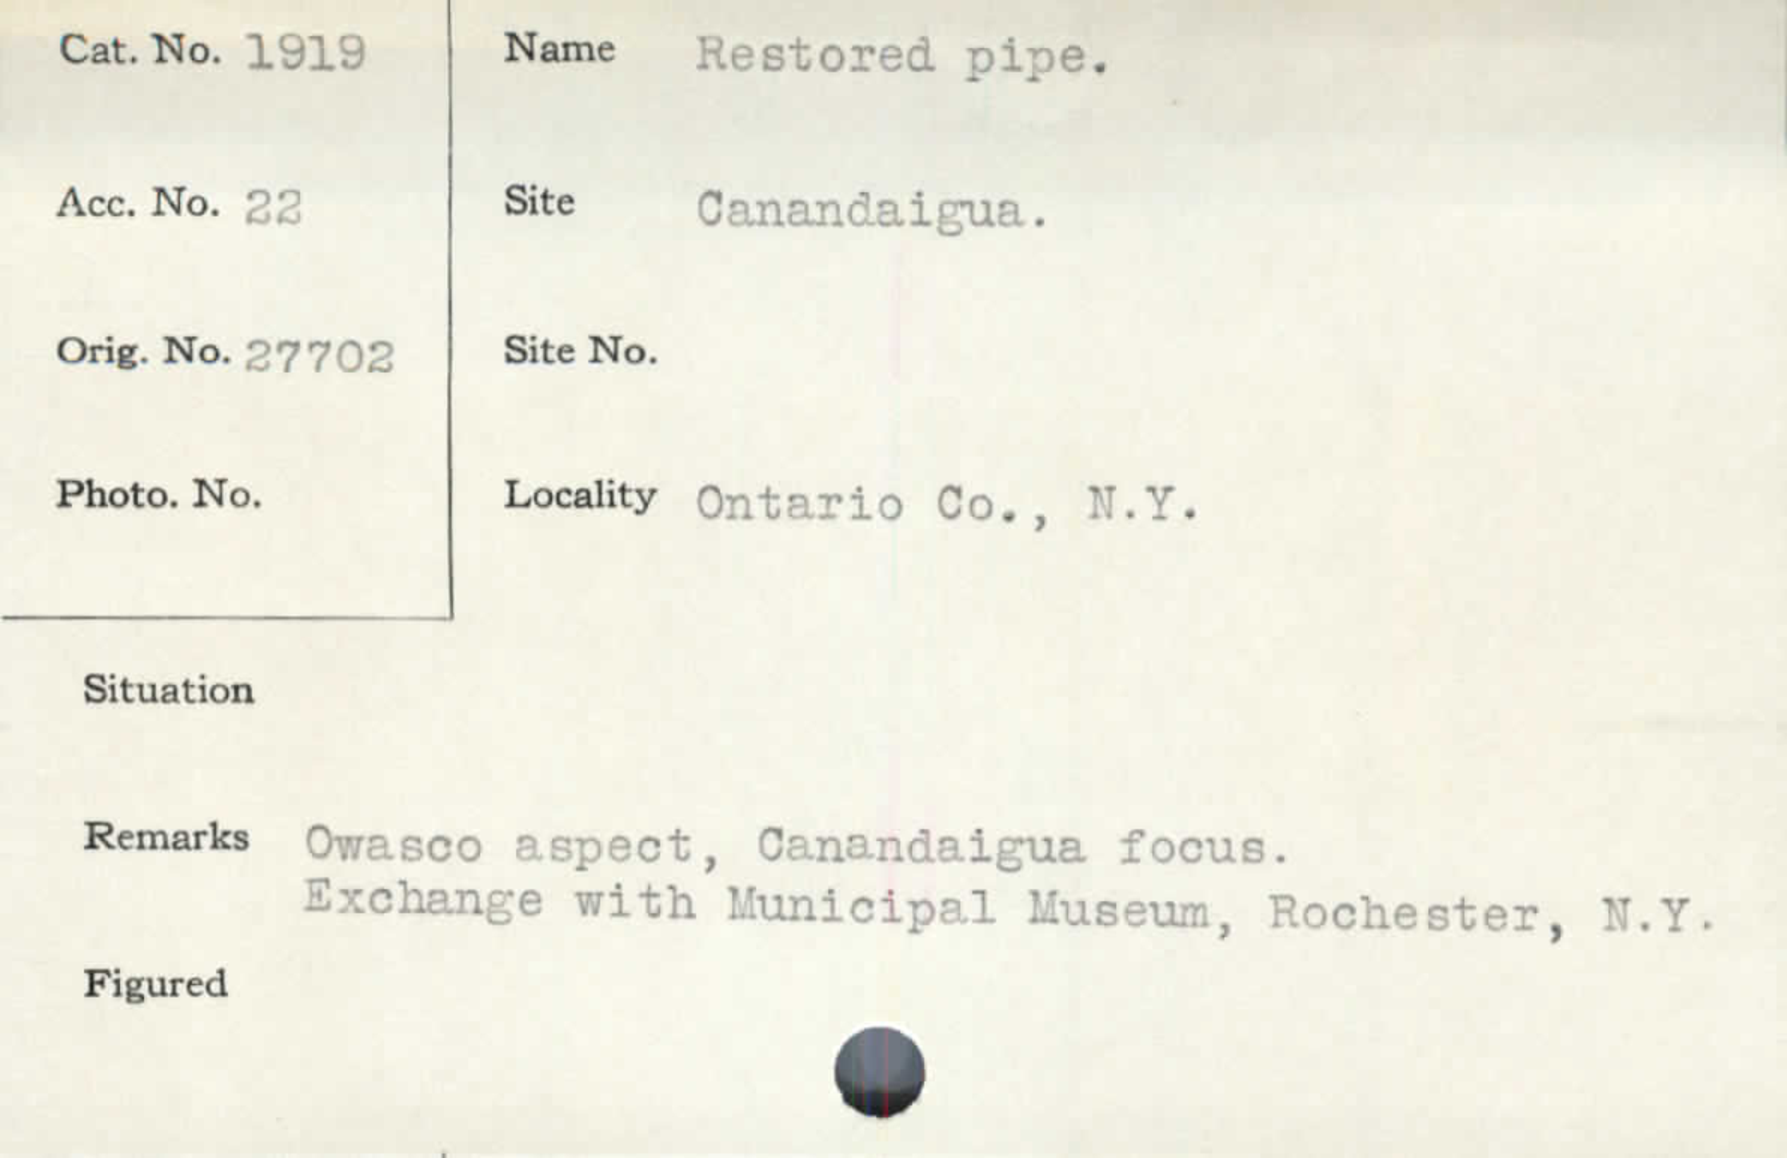 Cat. No. 1919
Name Restored pipe.
Acc. No. 22
Site Canandaigua.
Orig. No. 27702
Site No.
Photo. No.
Locality Ontario Co., N.Y.
Situation
Remarks Owasco aspect, Canandaigua focus.
Exchange with Municipal Museum, Rochester, N.Y.
Figured